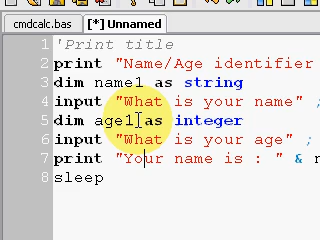 cmdcalc.bas [*] Unnamed
1 'Print title
2 print "Name/Age identifier
3 dim name1 as string
4 input "What is your name" ;
5 dim age1 as integer
6 input "What is your age" ;
7 print "Your name is : " & n
8 sleep